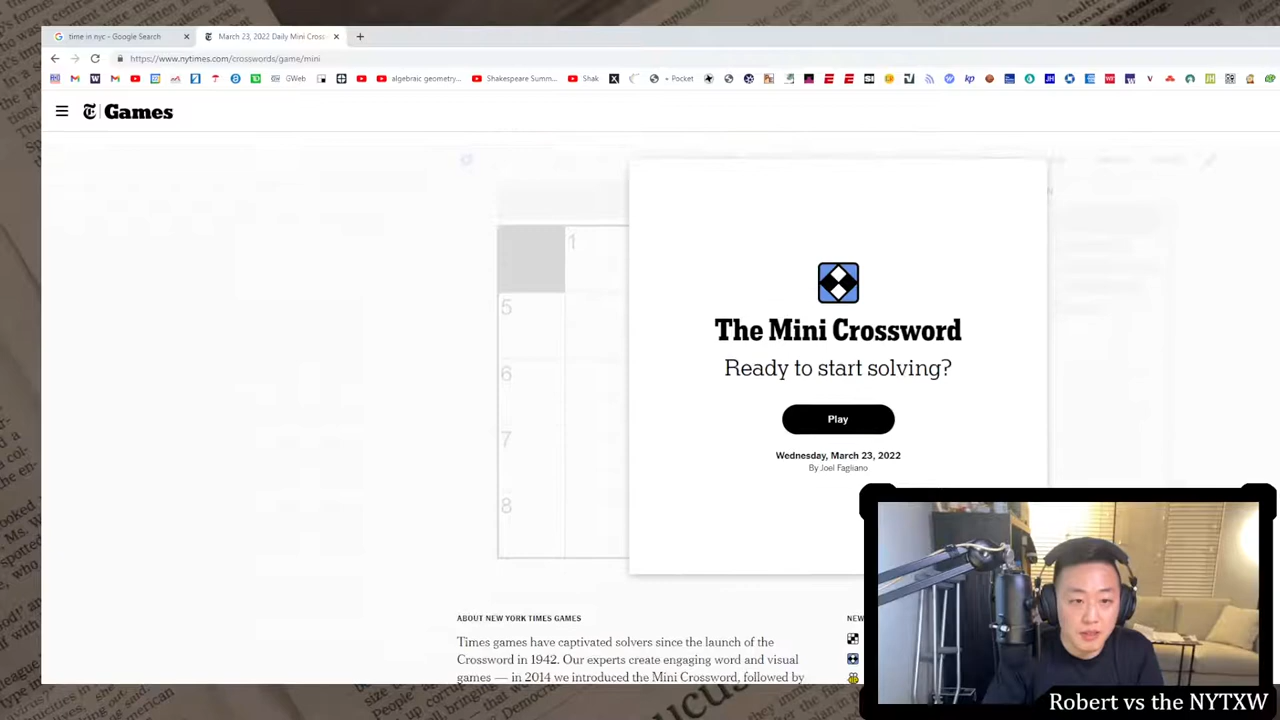 time in nyc - Google Search
March 23, 2022 Daily Mini Cross
https://www.nytimes.com/crosswords/game/mini
GWeb
algebraic geometry...
Shakespeare Summ...
Shak
+ Pocket
Games
1
5
6
7
8
The Mini Crossword
Ready to start solving?
Play
Wednesday, March 23, 2022
By Joel Fagliano
ABOUT NEW YORK TIMES GAMES
NE
Times games have captivated solvers since the launch of the
Crossword in 1942. Our experts create engaging word and visual
games — in 2014 we introduced the Mini Crossword, followed by
Robert vs the NYTXW